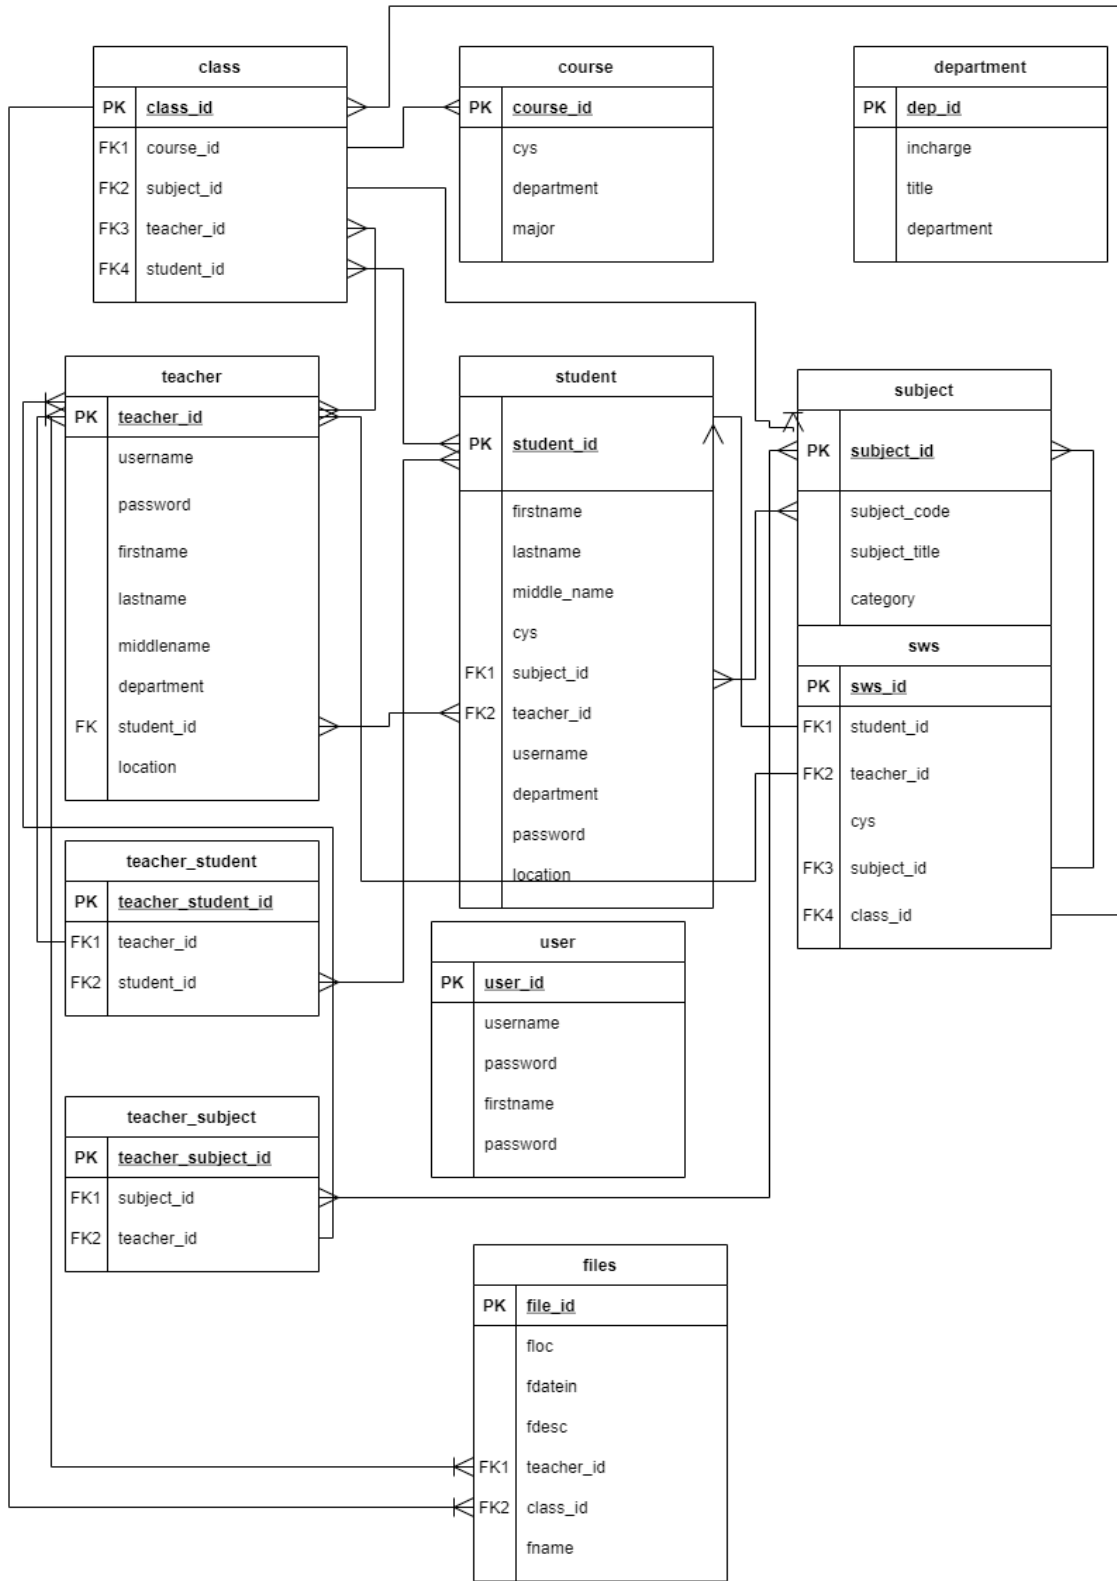 class
PK class_id
FK1 course_id
FK2 subject_id
FK3 teacher_id
FK4 student_id
course
PK course_id
cys
department
major
department
PK dep_id
incharge
title
department
teacher
PK teacher_id
username
password
firstname
lastname
middlename
department
FK student_id
location
student
PK student_id
firstname
lastname
middle_name
cys
FK1 subject_id
FK2 teacher_id
username
department
password
location
subject
PK subject_id
subject_code
subject_title
category
sws
PK sws_id
FK1 student_id
FK2 teacher_id
cys
FK3 subject_id
FK4 class_id
teacher_student
PK teacher_student_id
FK1 teacher_id
FK2 student_id
user
PK user_id
username
password
firstname
password
teacher_subject
PK teacher_subject_id
FK1 subject_id
FK2 teacher_id
files
PK file_id
floc
fdatein
fdesc
FK1 teacher_id
FK2 class_id
fname